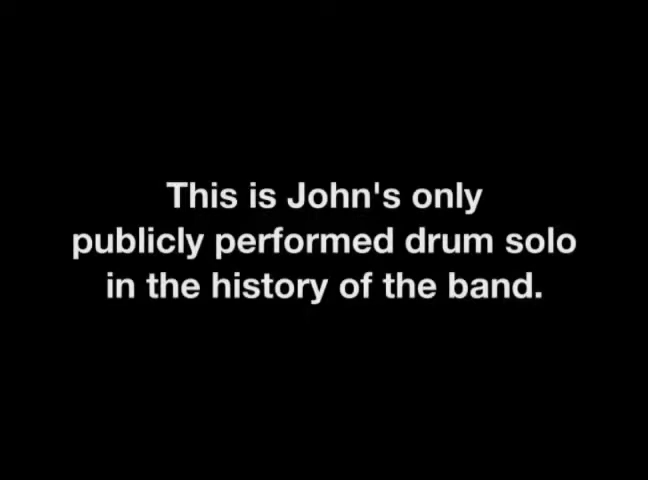 This is John's only
publicly performed drum solo
in the history of the band.